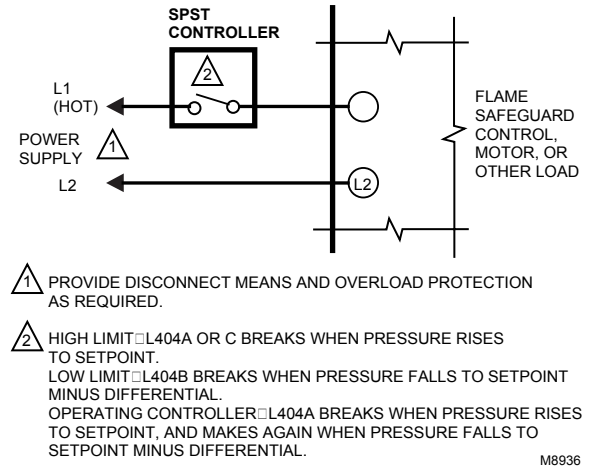 SPST
CONTROLLER
2
L1
(HOT)
POWER
SUPPLY
1
L2
L2
FLAME
SAFEGUARD
CONTROL,
MOTOR, OR
OTHER LOAD
1 PROVIDE DISCONNECT MEANS AND OVERLOAD PROTECTION
AS REQUIRED.
2 HIGH LIMIT□L404A OR C BREAKS WHEN PRESSURE RISES
TO SETPOINT.
LOW LIMIT□L404B BREAKS WHEN PRESSURE FALLS TO SETPOINT
MINUS DIFFERENTIAL.
OPERATING CONTROLLER□L404A BREAKS WHEN PRESSURE RISES
TO SETPOINT, AND MAKES AGAIN WHEN PRESSURE FALLS TO
SETPOINT MINUS DIFFERENTIAL.
M8936